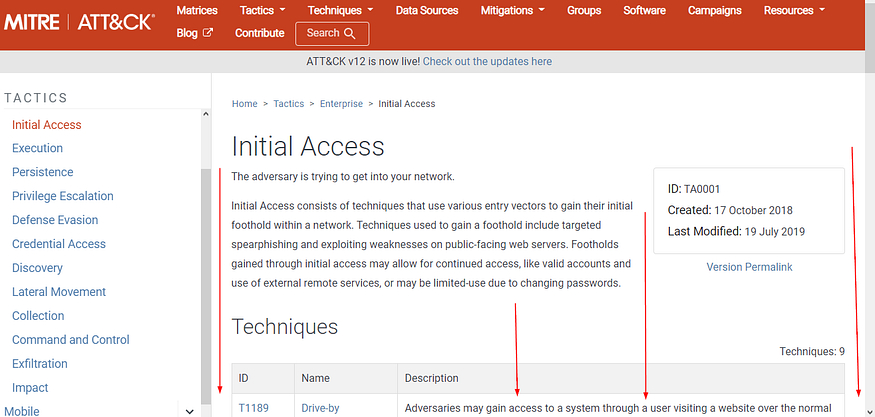 MITRE | ATT&CK®
Matrices Tactics Techniques Data Sources Mitigations Groups Software Campaigns Resources
Blog Contribute Search
ATT&CK v12 is now live! Check out the updates here
TACTICS
Initial Access
Execution
Persistence
Privilege Escalation
Defense Evasion
Credential Access
Discovery
Lateral Movement
Collection
Command and Control
Exfiltration
Impact
Mobile
Home > Tactics > Enterprise > Initial Access
Initial Access
The adversary is trying to get into your network.
Initial Access consists of techniques that use various entry vectors to gain their initial
foothold within a network. Techniques used to gain a foothold include targeted
spearphishing and exploiting weaknesses on public-facing web servers. Footholds
gained through initial access may allow for continued access, like valid accounts and
use of external remote services, or may be limited-use due to changing passwords.
ID: TA0001
Created: 17 October 2018
Last Modified: 19 July 2019
Version Permalink
Techniques
Techniques: 9
ID Name Description
T1189 Drive-by Adversaries may gain access to a system through a user visiting a website over the normal